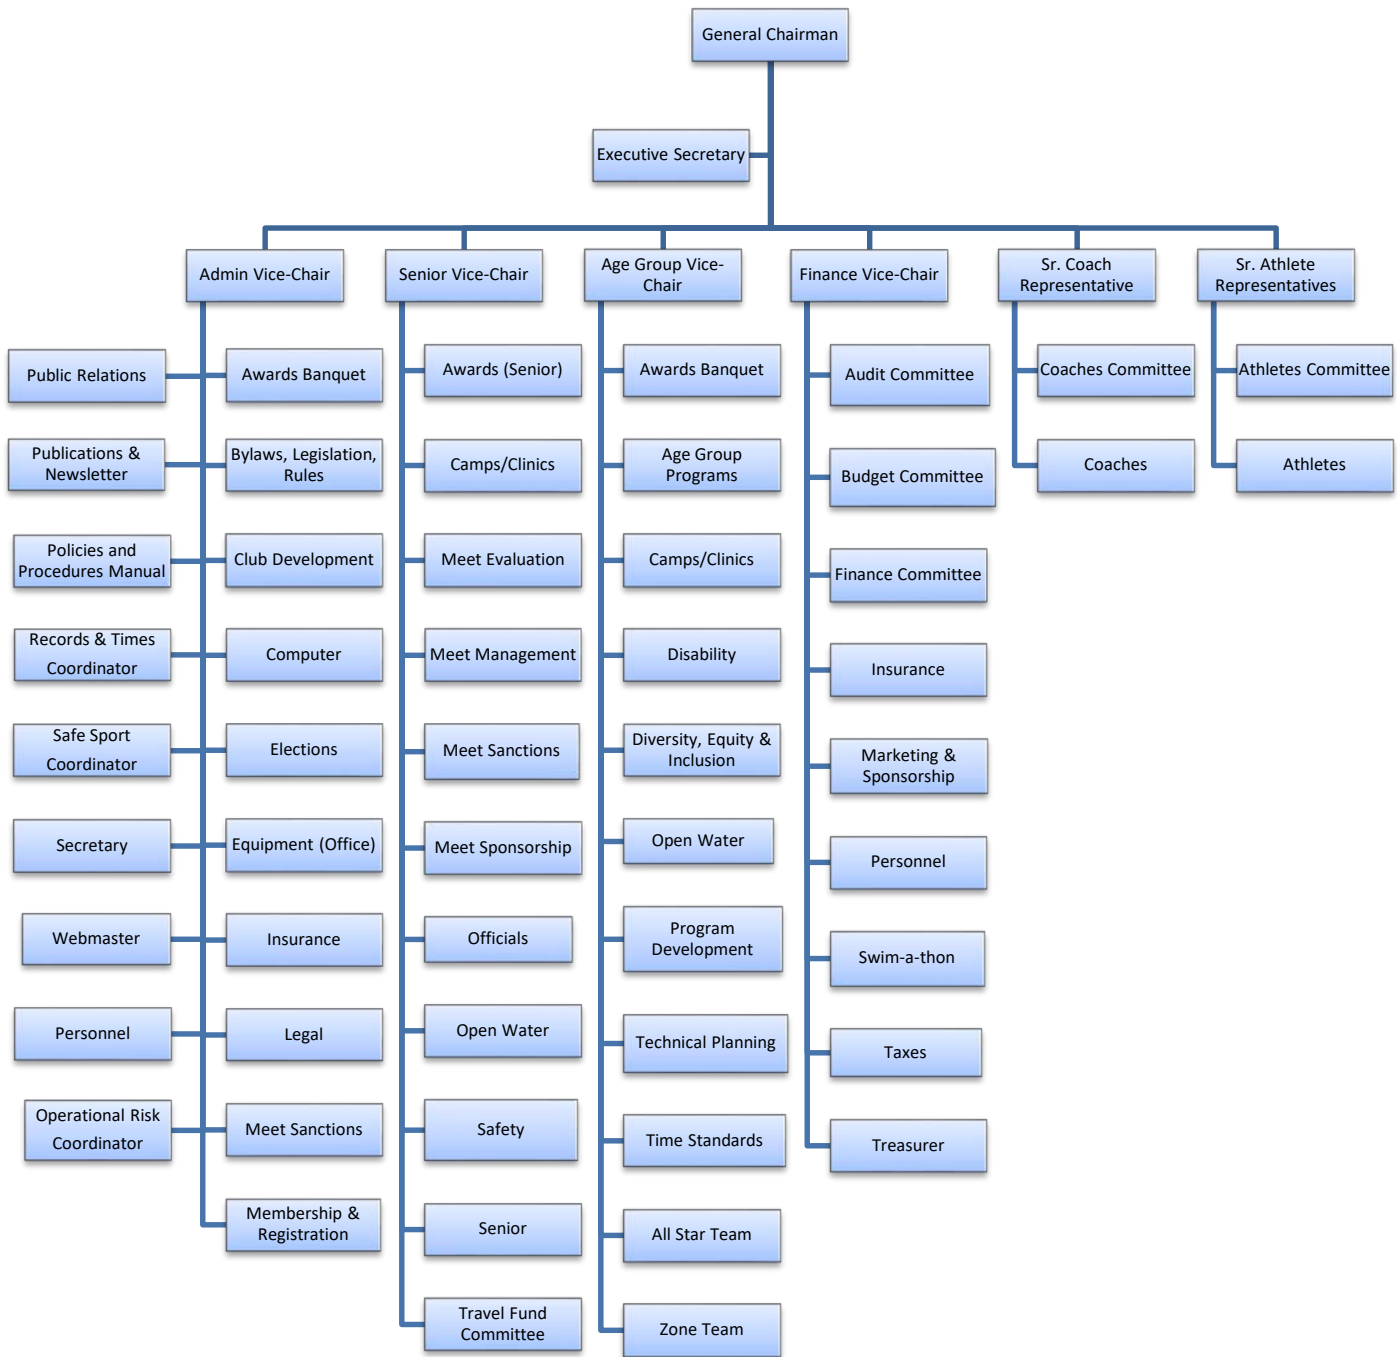 General Chairman
Executive Secretary
Admin Vice-Chair
Senior Vice-Chair
Age Group Vice-
Chair
Finance Vice-Chair
Sr. Coach
Representative
Sr. Athlete
Representatives
Public Relations
Publications &
Newsletter
Policies and
Procedures Manual
Records & Times
Coordinator
Safe Sport
Coordinator
Secretary
Webmaster
Personnel
Operational Risk
Coordinator
Awards Banquet
Bylaws, Legislation,
Rules
Club Development
Computer
Elections
Equipment (Office)
Insurance
Legal
Meet Sanctions
Membership &
Registration
Awards (Senior)
Camps/Clinics
Meet Evaluation
Meet Management
Meet Sanctions
Meet Sponsorship
Officials
Open Water
Safety
Senior
Travel Fund
Committee
Awards Banquet
Age Group
Programs
Camps/Clinics
Disability
Diversity, Equity &
Inclusion
Open Water
Program
Development
Technical Planning
Time Standards
All Star Team
Zone Team
Audit Committee
Budget Committee
Finance Committee
Insurance
Marketing &
Sponsorship
Personnel
Swim-a-thon
Taxes
Treasurer
Coaches Committee
Coaches
Athletes Committee
Athletes